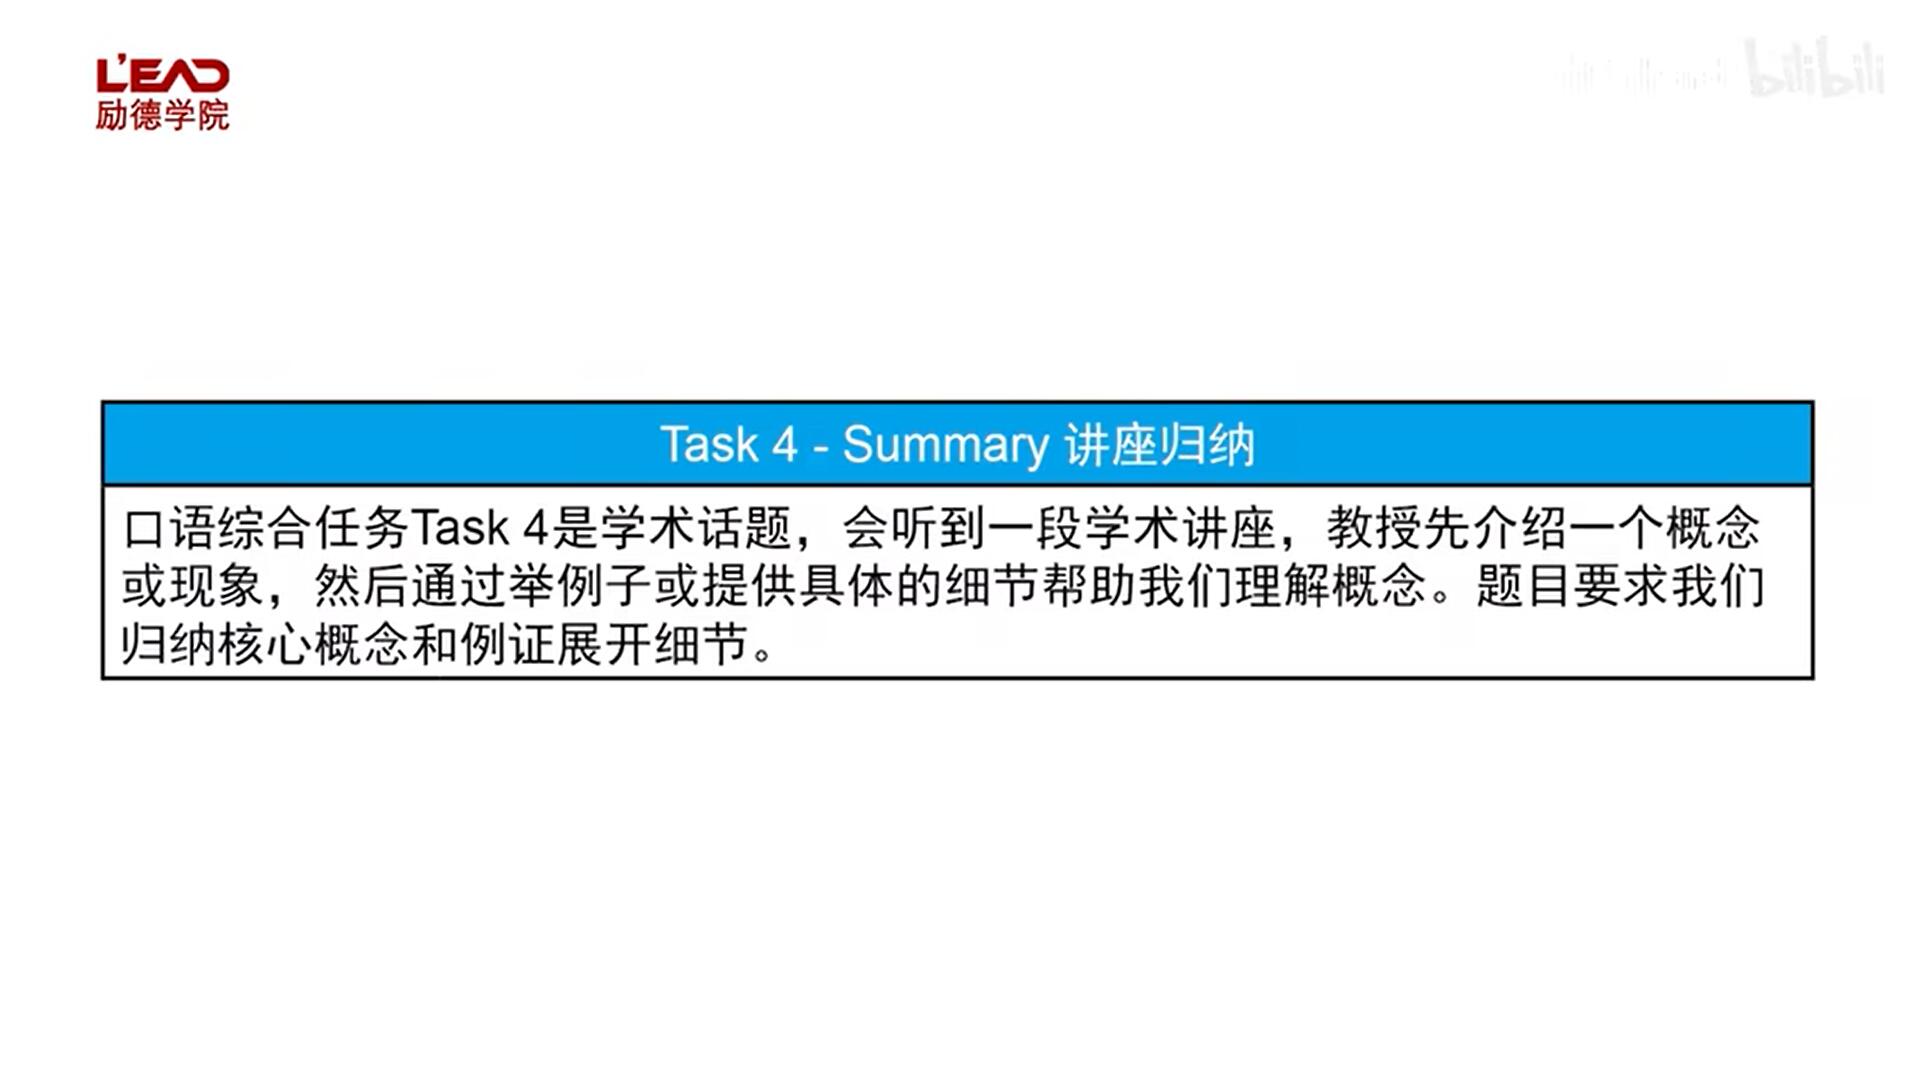 L'EAD
励德学院
bilibili
Task 4 - Summary 讲座归纳
口语综合任务Task 4是学术话题，会听到一段学术讲座，教授先介绍一个概念
或现象，然后通过举例子或提供具体的细节帮助我们理解概念。题目要求我们
归纳核心概念和例证展开细节。